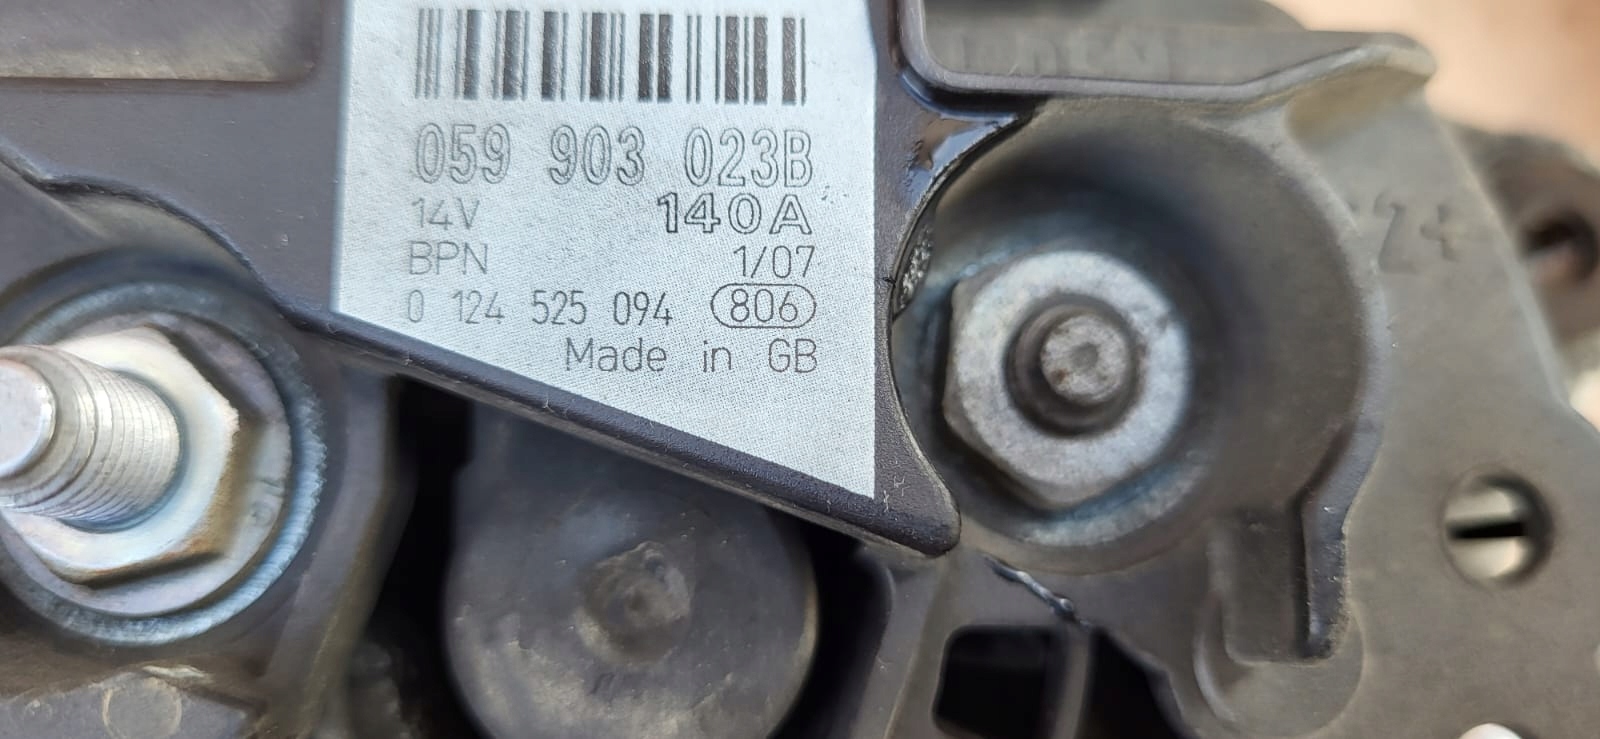 059 903 023B
14V 140A
BPN 1/07
0 124 525 094 806
Made in GB